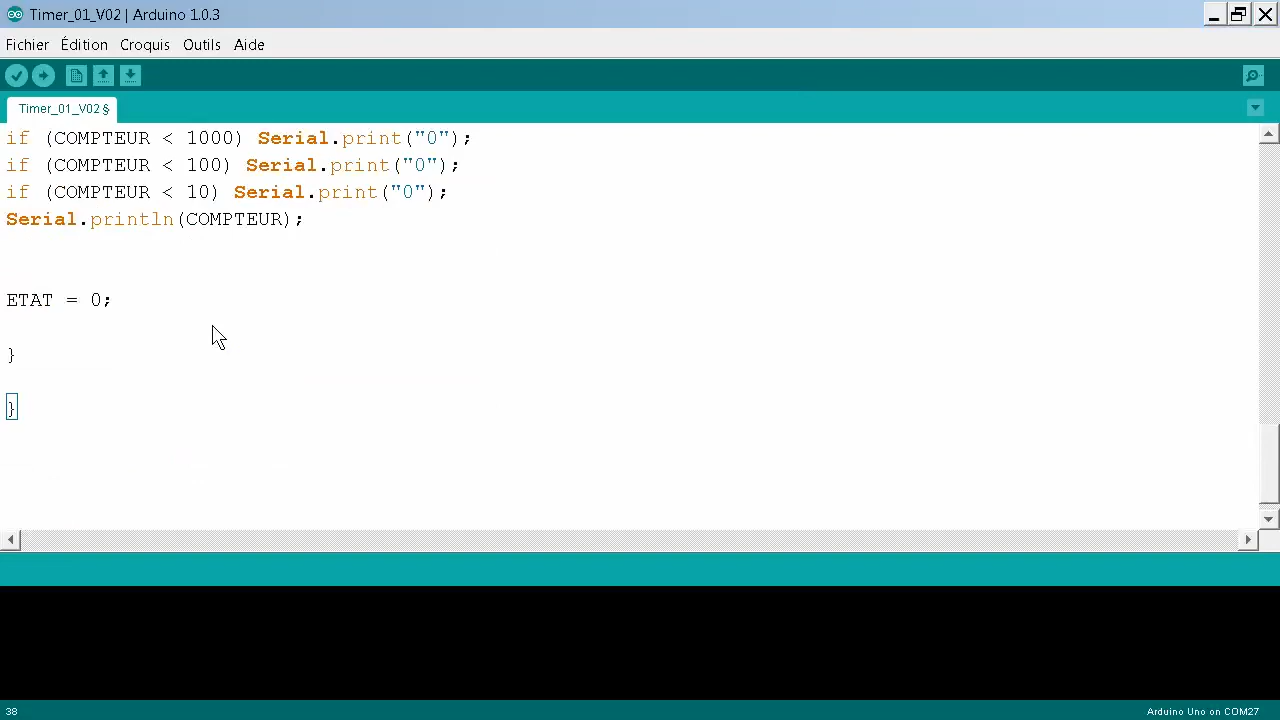 Timer_01_V02 | Arduino 1.0.3
Fichier Édition Croquis Outils Aide
Timer_01_V02 §
if (COMPTEUR < 1000) Serial.print("0");
if (COMPTEUR < 100) Serial.print("0");
if (COMPTEUR < 10) Serial.print("0");
Serial.println(COMPTEUR);
ETAT = 0;
}
}
38
Arduino Uno on COM27